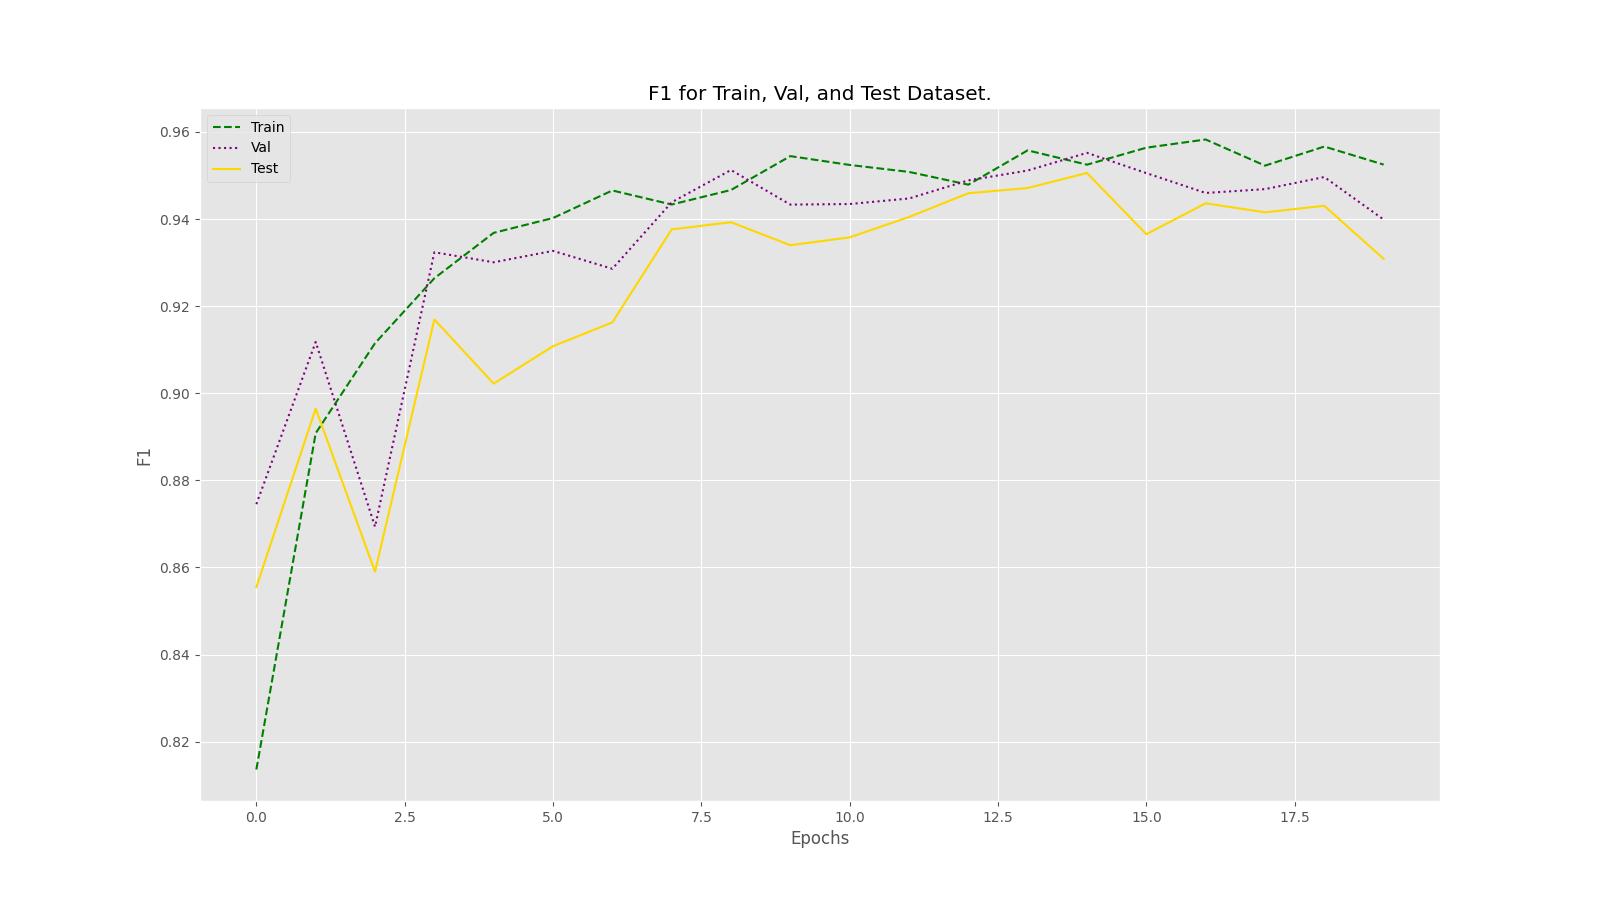 F1 for Train, Val, and Test Dataset.
Train
Val
Test
0.96
0.94
0.92
0.90
0.88
0.86
0.84
0.82
F1
0.0 2.5 5.0 7.5 10.0 12.5 15.0 17.5
Epochs